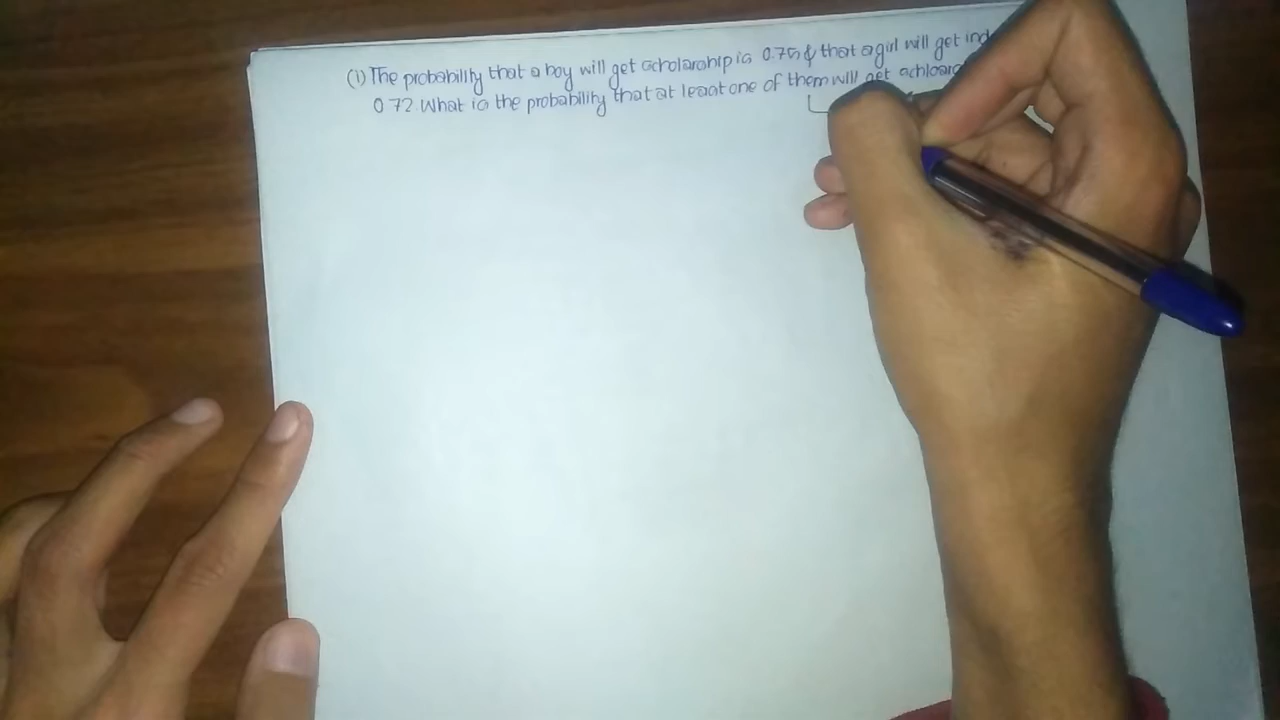 (1) The probability that a boy will get scholarship is 0.75 & that a girl will get
0.72. What is the probability that at least one of them will get